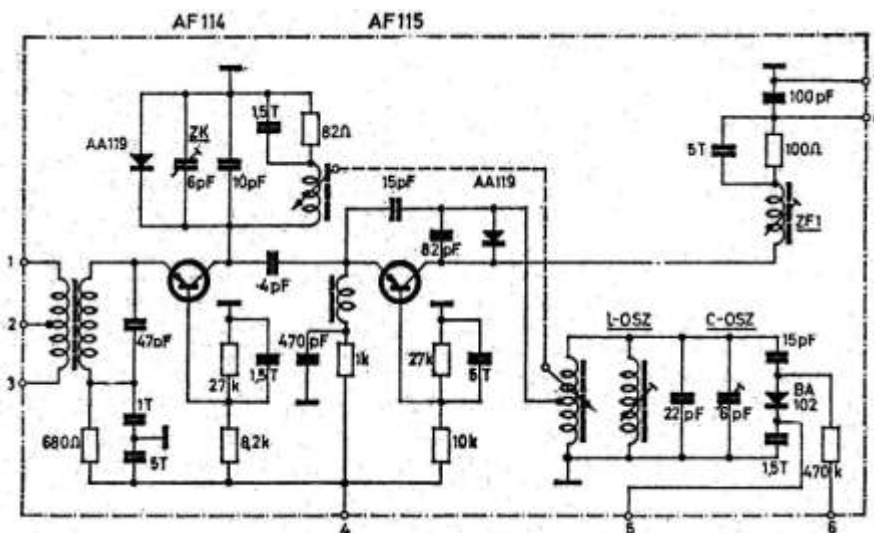 AF114 AF115
1,5T
82Ω
AA119
ZK
6pF
10pF
15pF
AA119
100pF
5T
100Ω
ZF1
82pF
1
2
3
47pF
-4pF
470pF
27k
1,5T
1k
27k
5T
L-OSZ
C-OSZ
15pF
22pF
6pF
BA
102
1T
680Ω
5T
8,2k
10k
1,5T
470k
4
5
6